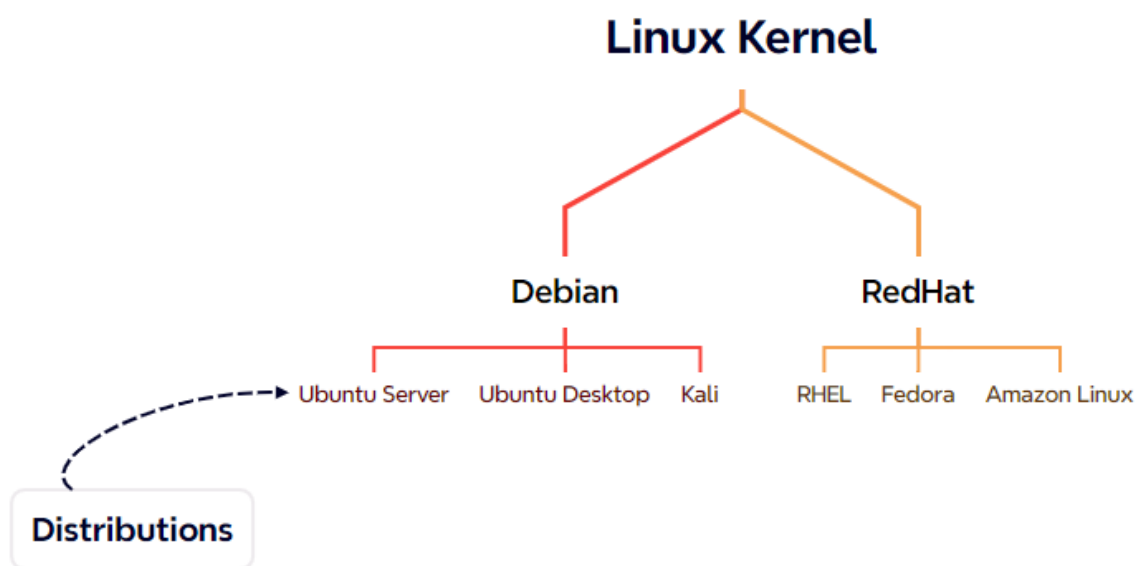 Linux Kernel
Debian
RedHat
Ubuntu Server
Ubuntu Desktop
Kali
RHEL
Fedora
Amazon Linux
Distributions